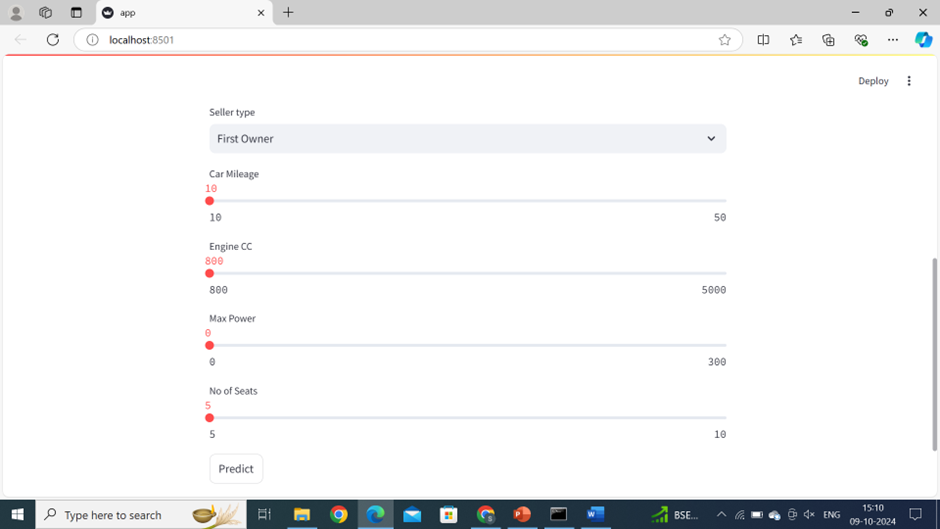 app
localhost:8501
Deploy
Seller type
First Owner
Car Mileage
10
10 50
Engine CC
800
800 5000
Max Power
0
0 300
No of Seats
5
5 10
Predict
Type here to search
BSE...
ENG
15:10
09-10-2024